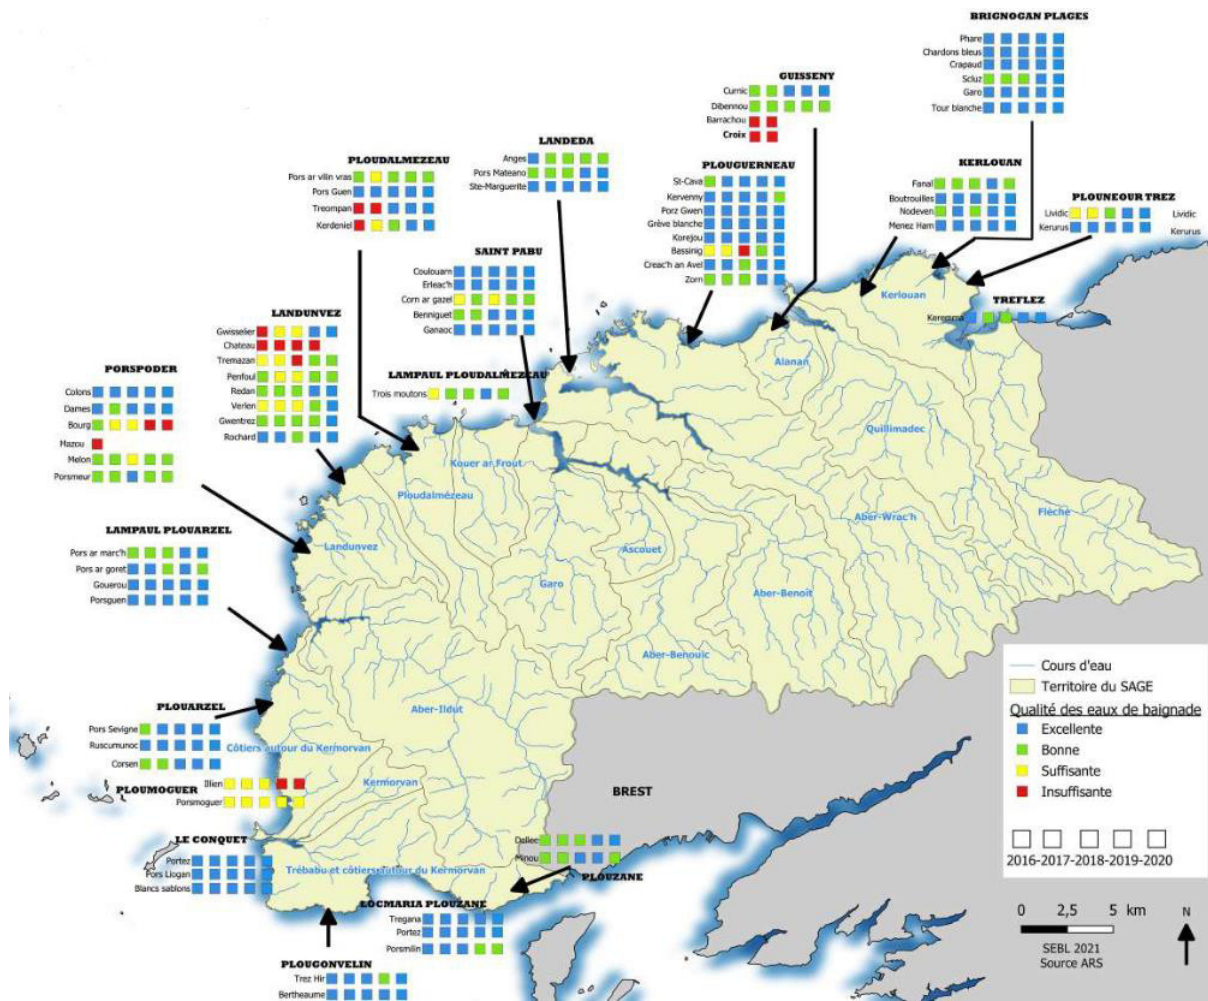 BRIGNOGAN PLAGES
Phare
Chardons bleus
Crapaud
Scluz
Garo
Tour blanche
GUISSENY
Curnic
Dibennou
Barrachou
Croix
LANDEDA
Anges
Pors Mateano
Ste-Marguerite
PLOUDALMEZEAU
Pors ar vilin vras
Pors Guen
Treompan
Kerdeniel
PLOUGUERNEAU
St-Cava
Kervenny
Porz Gwen
Grève blanche
Korejou
Bessinig
Creac'h an Avel
Zorn
KERLOUAN
Fanal
Boutrouilles
Nodeven
Menez Ham
PLOUNEOUR TREZ
Lividic
Kerurus
Lividic
Kerurus
TREFLEZ
Keremma
SAINT PABU
Coulouarn
Erleac'h
Corn ar gazel
Benniguet
Ganaoc
LANDUNVEZ
Gwisselier
Chateau
Tremazan
Penfoul
Redan
Verlen
Gwentrez
Rochard
LAMPAUL PLOUDALMEZEAU
Trois moutons
PORSPODER
Colons
Dames
Bourg
Mazou
Melon
Porsmeur
LAMPAUL PLOUARZEL
Pors ar marc'h
Pors ar goret
Gouerou
Porsguen
PLOUARZEL
Pors Sevigne
Ruscumunoc
Corsen
PLOUMOGUER
Illien
Porsmoguer
LE CONQUET
Portez
Pors Liogan
Blancs sablons
PLOUGONVELIN
Trez Hir
Bertheaume
LOCMARIA PLOUZANE
Tregana
Portez
Porsmilin
Dellec
Minou
PLOUZANE
Kerlouan
Alanan
Quillimadec
Flèche
Kouer ar Frout
Ploudalmézeau
Landunvez
Aber-Wrac'h
Ascouet
Garo
Aber-Benoit
Aber-Benouic
Aber-Ildut
Côtiers autour du Kermorvan
Kermorvan
Trébabu et côtiers autour du Kermorvan
BREST
Cours d'eau
Territoire du SAGE
Qualité des eaux de baignade
Excellente
Bonne
Suffisante
Insuffisante
2016-2017-2018-2019-2020
0 2,5 5 km
SEBL 2021
Source ARS
N